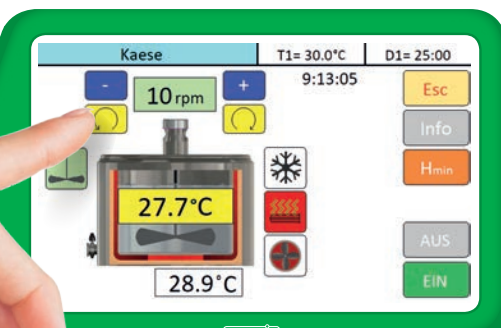 Kaese T1= 30.0°C D1= 25:00
- 10 rpm + 9:13:05 Esc
Info
Hmin
27.7°C
AUS
28.9°C EIN